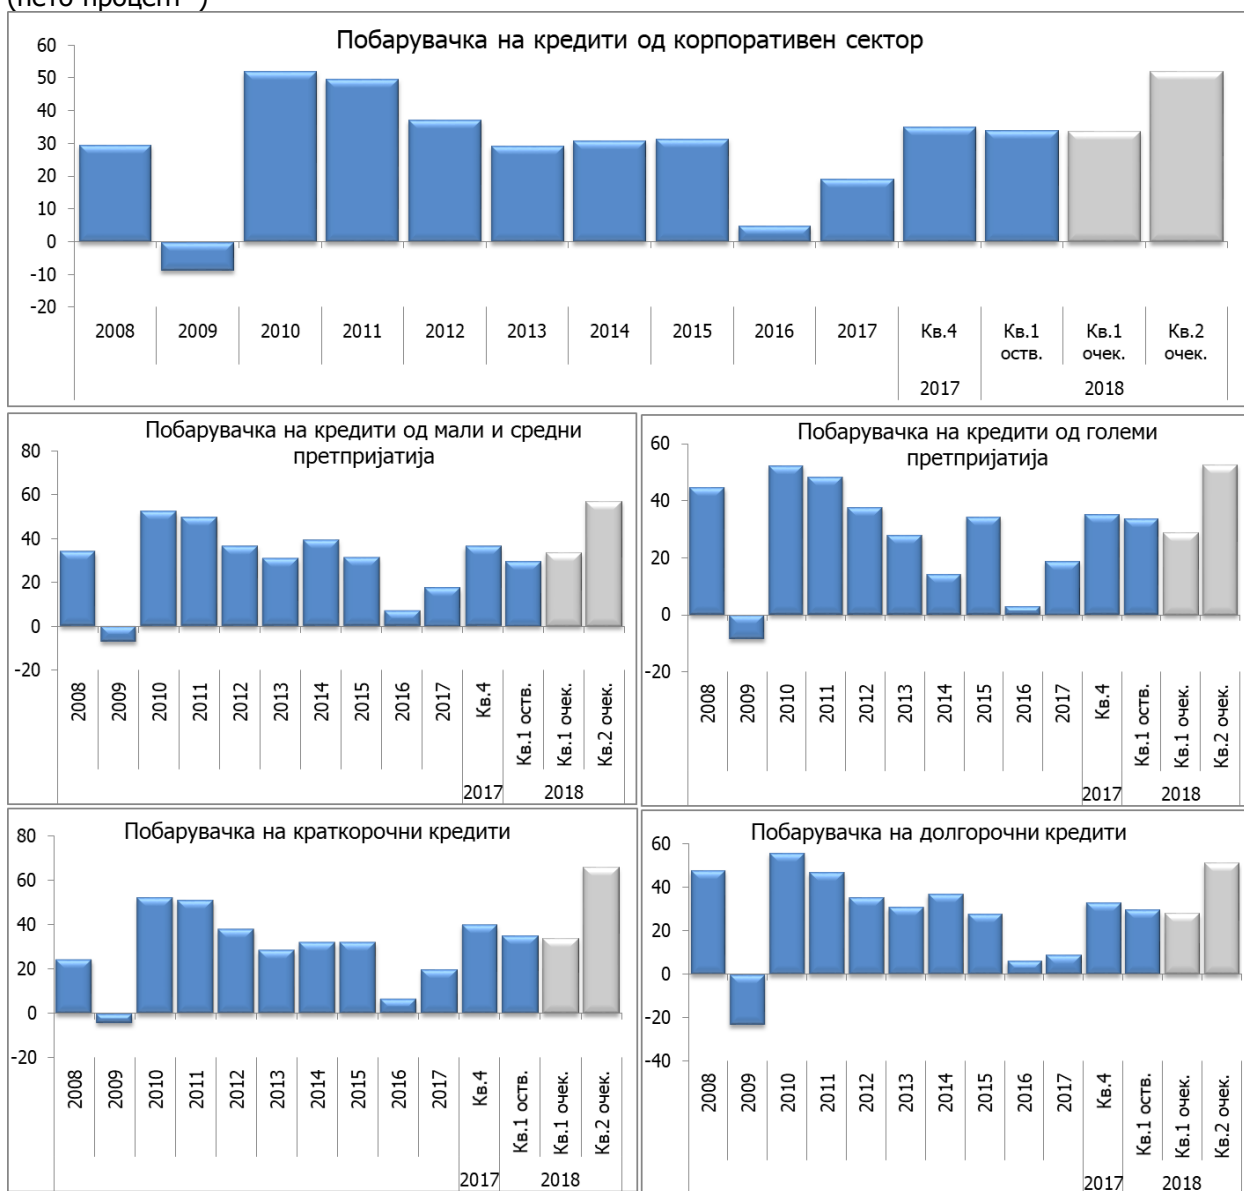 (нето процент )
Побарувачка на кредити од корпоративен сектор
60
50
40
30
20
10
0
-10
-20
2008 2009 2010 2011 2012 2013 2014 2015 2016 2017 Кв.4 Кв.1 Кв.1 Кв.2
оств. очек. очек.
2017 2018
Побарувачка на кредити од мали и средни
претпријатија
80
60
40
20
0
-20
2008 2009 2010 2011 2012 2013 2014 2015 2016 2017 Кв.4 Кв.1 оств. Кв.1 очек. Кв.2 очек.
2017 2018
Побарувачка на кредити од големи
претпријатија
60
40
20
0
-20
2008 2009 2010 2011 2012 2013 2014 2015 2016 2017 Кв.4 Кв.1 оств. Кв.1 очек. Кв.2 очек.
2017 2018
Побарувачка на краткорочни кредити
80
60
40
20
0
-20
2008 2009 2010 2011 2012 2013 2014 2015 2016 2017 Кв.4 Кв.1 оств. Кв.1 очек. Кв.2 очек.
2017 2018
Побарувачка на долгорочни кредити
60
40
20
0
-20
-40
2008 2009 2010 2011 2012 2013 2014 2015 2016 2017 Кв.4 Кв.1 оств. Кв.1 очек. Кв.2 очек.
2017 2018